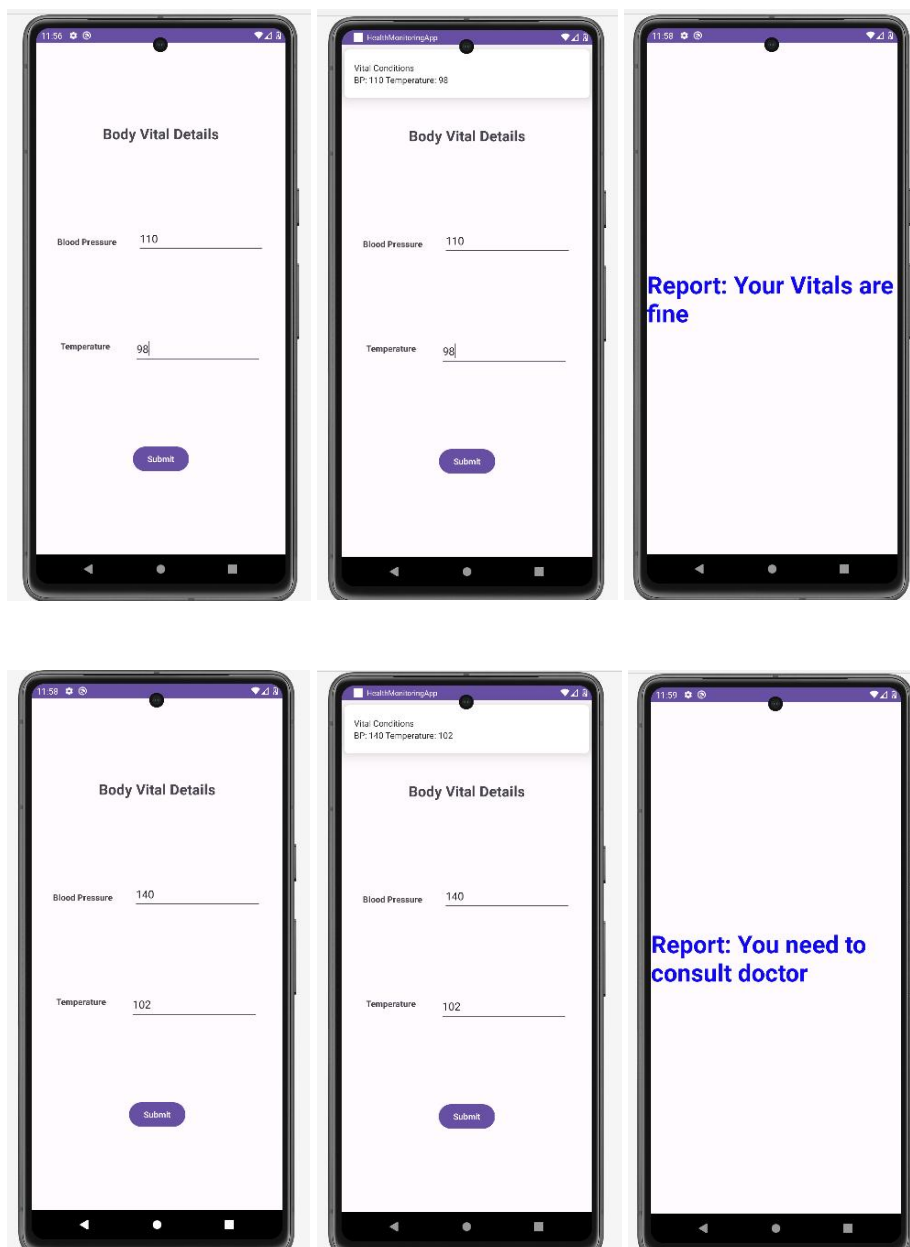 11:56
Body Vital Details
Blood Pressure 110
Temperature 98
Submit
HealthMonitoringApp
Vital Conditions
BP: 110 Temperature: 98
Body Vital Details
Blood Pressure 110
Temperature 98
Submit
11:58
Report: Your Vitals are
fine
11:58
Body Vital Details
Blood Pressure 140
Temperature 102
Submit
HealthMonitoringApp
Vital Conditions
BP: 140 Temperature: 102
Body Vital Details
Blood Pressure 140
Temperature 102
Submit
11:59
Report: You need to
consult doctor